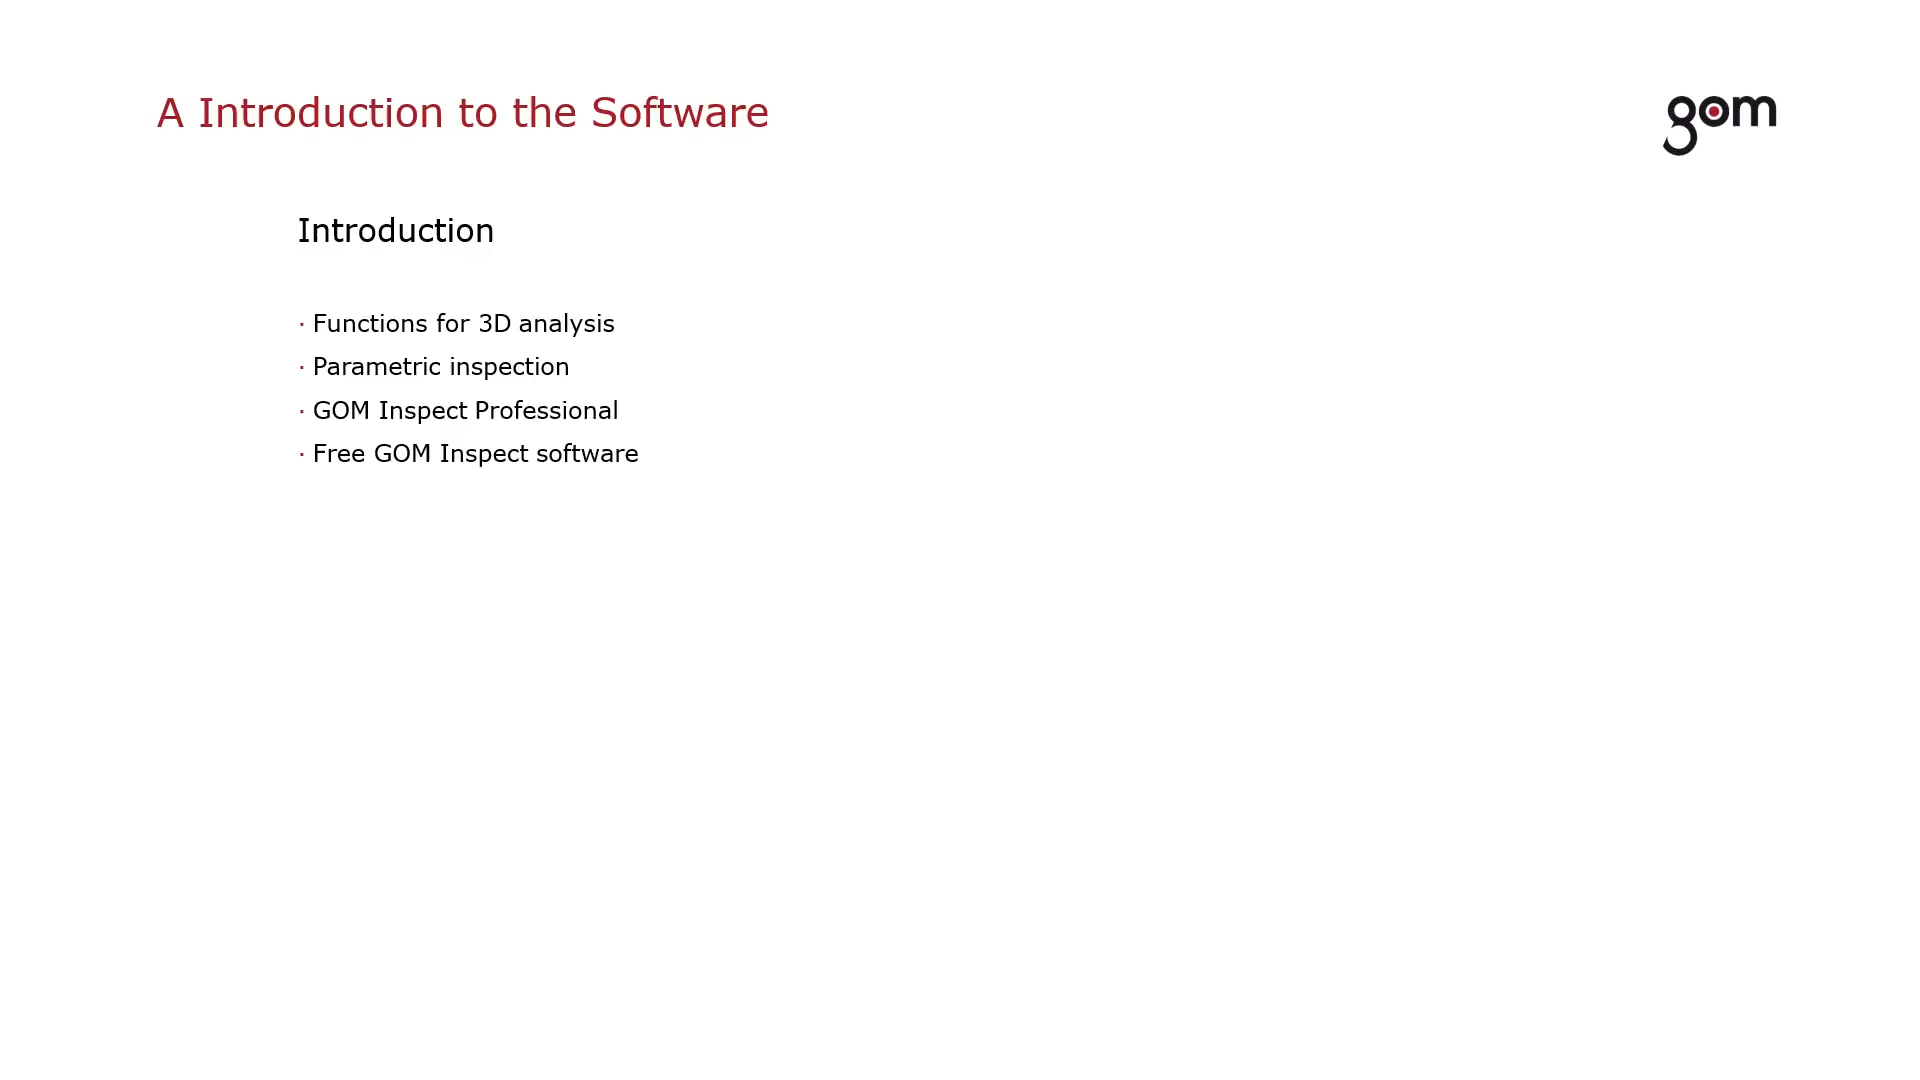 A Introduction to the Software
gom
Introduction
· Functions for 3D analysis
· Parametric inspection
· GOM Inspect Professional
· Free GOM Inspect software